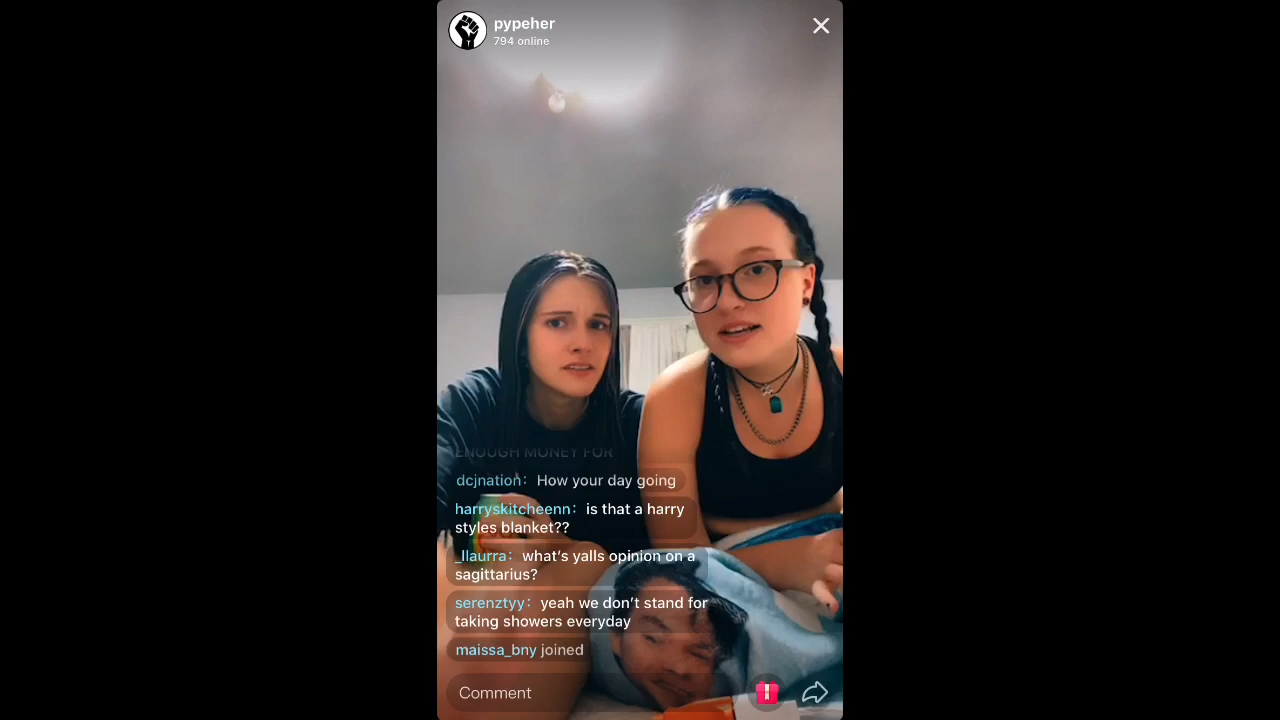 pypeher
794 online
ENOUGH MONEY FOR
dcjnation: How your day going
harryskitcheenn: is that a harry
styles blanket??
_llaurra: what's yalls opinion on a
sagittarius?
serenztyy: yeah we don't stand for
taking showers everyday
maissa_bny joined
Comment